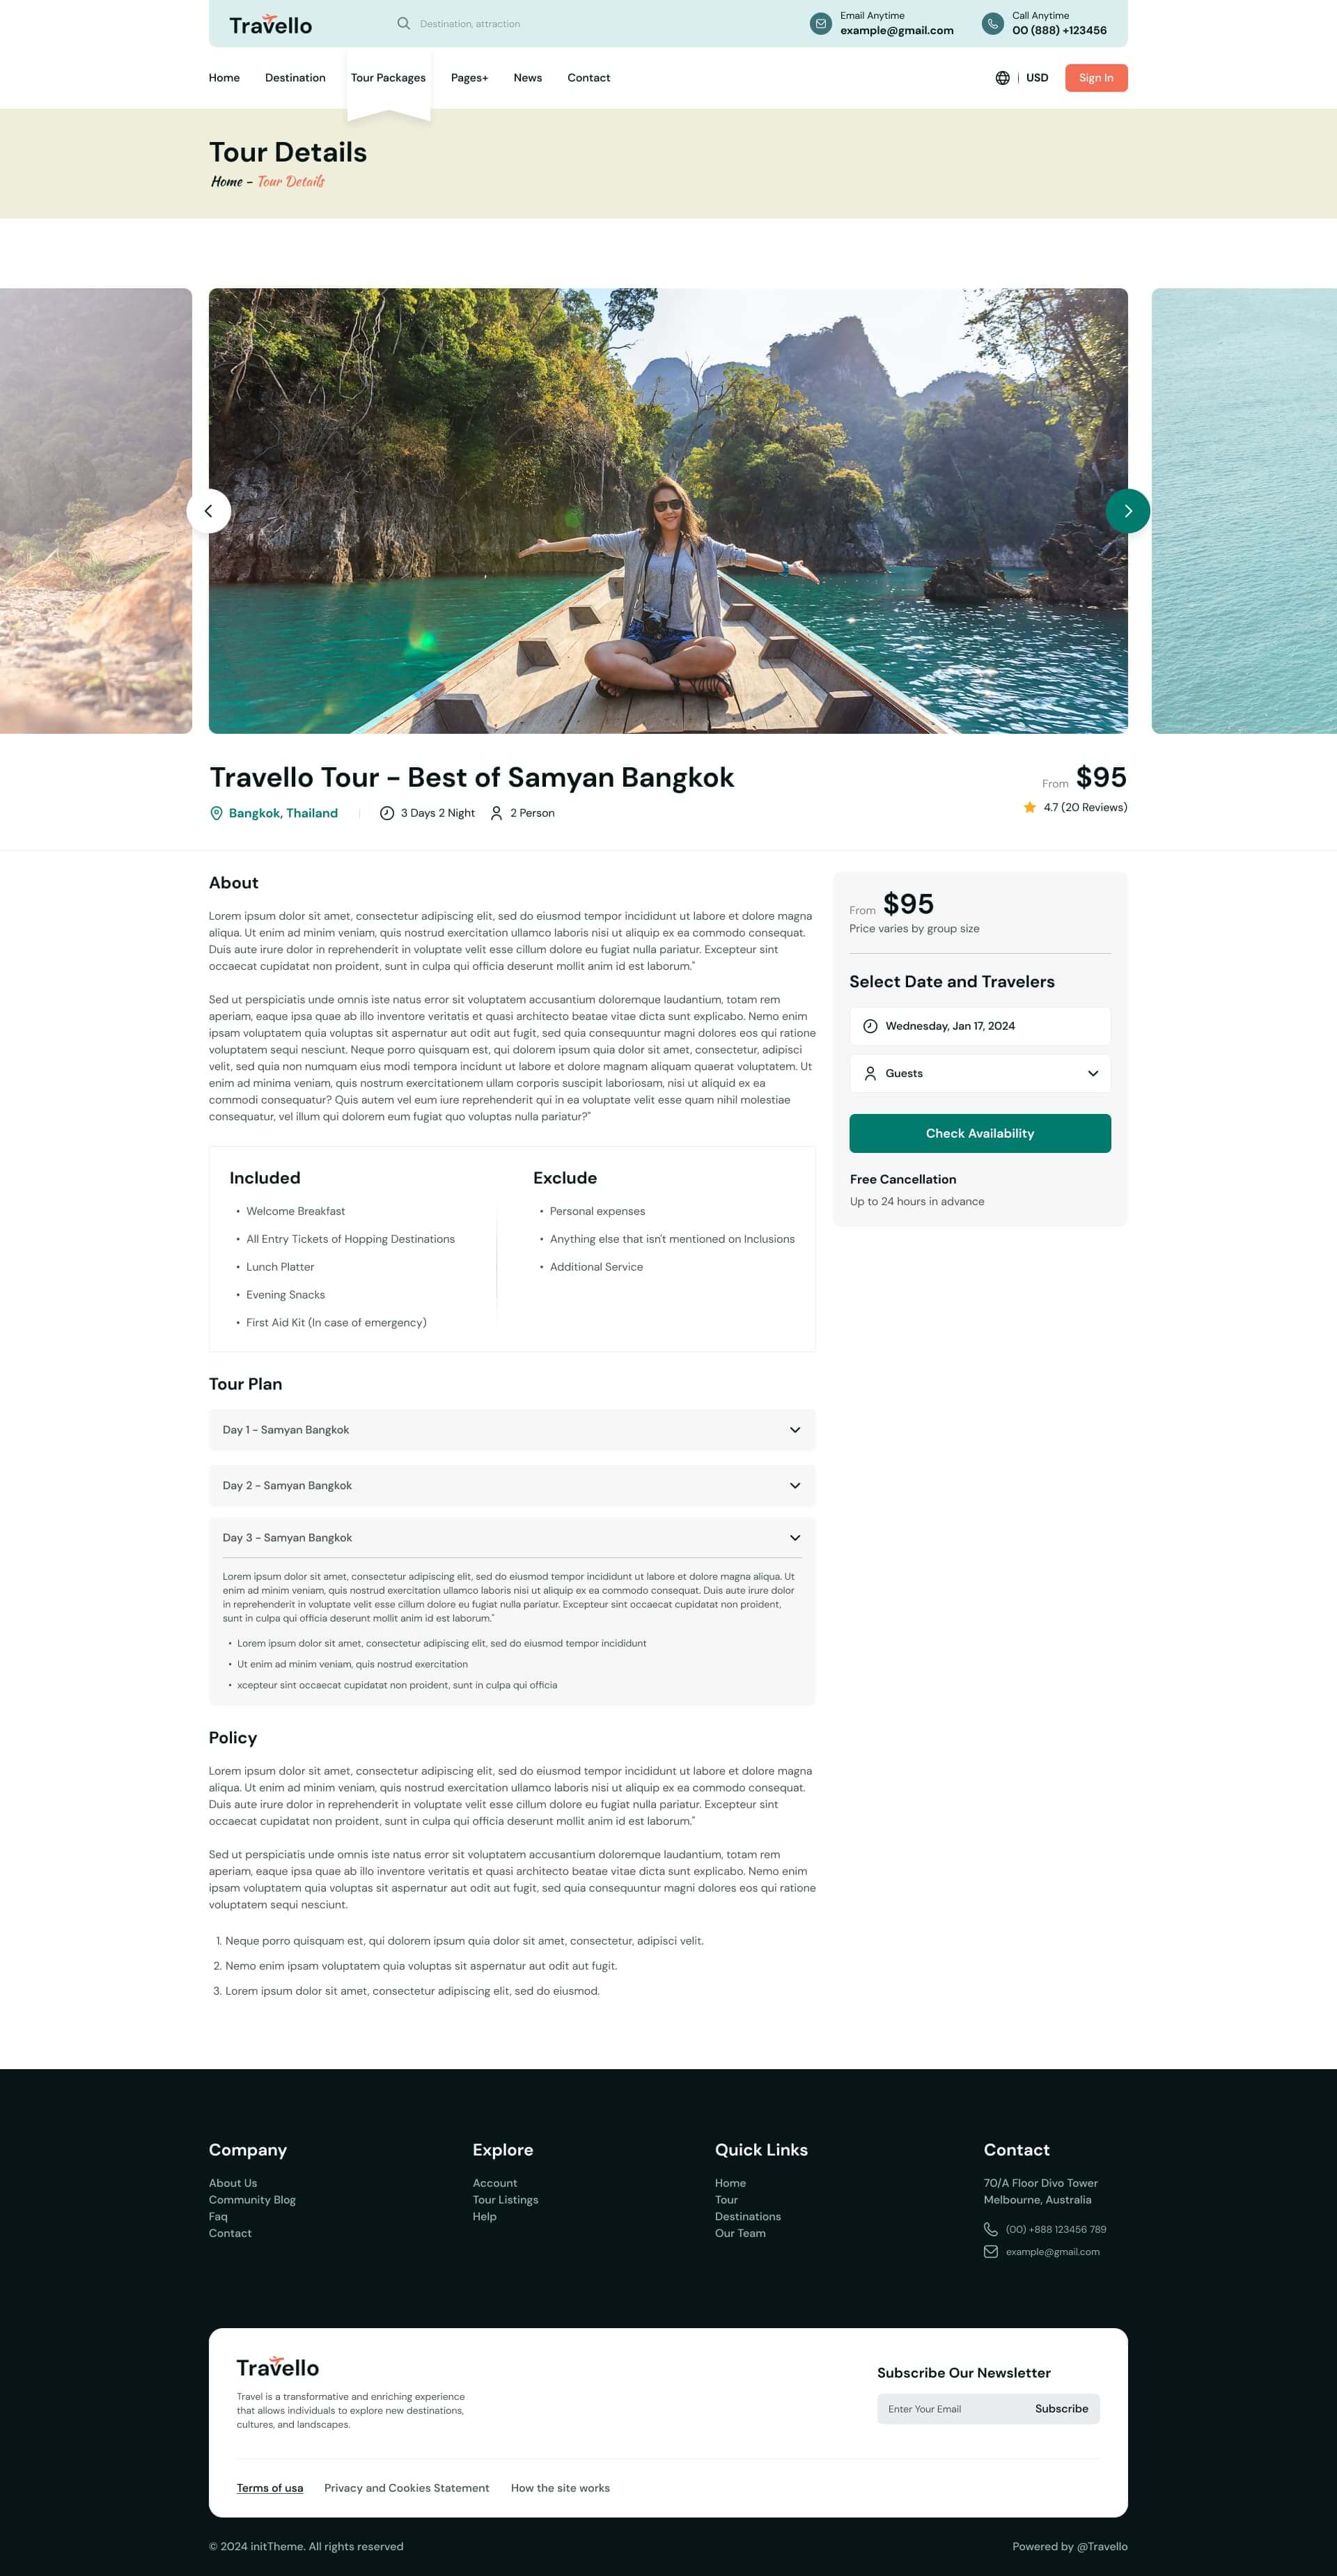 Travello
Destination, attraction
Email Anytime
example@gmail.com
Call Anytime
00 (888) +123456
Home
Destination
Tour Packages
Pages+
News
Contact
USD
Sign In
Tour Details
Home - Tour Details
Travello Tour - Best of Samyan Bangkok
From $95
Bangkok, Thailand
3 Days 2 Night
2 Person
4.7 (20 Reviews)
About
Lorem ipsum dolor sit amet, consectetur adipiscing elit, sed do eiusmod tempor incididunt ut labore et dolore magna
aliqua. Ut enim ad minim veniam, quis nostrud exercitation ullamco laboris nisi ut aliquip ex ea commodo consequat.
Duis aute irure dolor in reprehenderit in voluptate velit esse cillum dolore eu fugiat nulla pariatur. Excepteur sint
occaecat cupidatat non proident, sunt in culpa qui officia deserunt mollit anim id est laborum."
Sed ut perspiciatis unde omnis iste natus error sit voluptatem accusantium doloremque laudantium, totam rem
aperiam, eaque ipsa quae ab illo inventore veritatis et quasi architecto beatae vitae dicta sunt explicabo. Nemo enim
ipsam voluptatem quia voluptas sit aspernatur aut odit aut fugit, sed quia consequuntur magni dolores eos qui ratione
voluptatem sequi nesciunt. Neque porro quisquam est, qui dolorem ipsum quia dolor sit amet, consectetur, adipisci
velit, sed quia non numquam eius modi tempora incidunt ut labore et dolore magnam aliquam quaerat voluptatem. Ut
enim ad minima veniam, quis nostrum exercitationem ullam corporis suscipit laboriosam, nisi ut aliquid ex ea
commodi consequatur? Quis autem vel eum iure reprehenderit qui in ea voluptate velit esse quam nihil molestiae
consequatur, vel illum qui dolorem eum fugiat quo voluptas nulla pariatur?"
From $95
Price varies by group size
Select Date and Travelers
Wednesday, Jan 17, 2024
Guests
Check Availability
Free Cancellation
Up to 24 hours in advance
Included
• Welcome Breakfast
• All Entry Tickets of Hopping Destinations
• Lunch Platter
• Evening Snacks
• First Aid Kit (In case of emergency)
Exclude
• Personal expenses
• Anything else that isn't mentioned on Inclusions
• Additional Service
Tour Plan
Day 1 - Samyan Bangkok
Day 2 - Samyan Bangkok
Day 3 - Samyan Bangkok
Lorem ipsum dolor sit amet, consectetur adipiscing elit, sed do eiusmod tempor incididunt ut labore et dolore magna aliqua. Ut
enim ad minim veniam, quis nostrud exercitation ullamco laboris nisi ut aliquip ex ea commodo consequat. Duis aute irure dolor
in reprehenderit in voluptate velit esse cillum dolore eu fugiat nulla pariatur. Excepteur sint occaecat cupidatat non proident,
sunt in culpa qui officia deserunt mollit anim id est laborum."
• Lorem ipsum dolor sit amet, consectetur adipiscing elit, sed do eiusmod tempor incididunt
• Ut enim ad minim veniam, quis nostrud exercitation
• xcepteur sint occaecat cupidatat non proident, sunt in culpa qui officia
Policy
Lorem ipsum dolor sit amet, consectetur adipiscing elit, sed do eiusmod tempor incididunt ut labore et dolore magna
aliqua. Ut enim ad minim veniam, quis nostrud exercitation ullamco laboris nisi ut aliquip ex ea commodo consequat.
Duis aute irure dolor in reprehenderit in voluptate velit esse cillum dolore eu fugiat nulla pariatur. Excepteur sint
occaecat cupidatat non proident, sunt in culpa qui officia deserunt mollit anim id est laborum."
Sed ut perspiciatis unde omnis iste natus error sit voluptatem accusantium doloremque laudantium, totam rem
aperiam, eaque ipsa quae ab illo inventore veritatis et quasi architecto beatae vitae dicta sunt explicabo. Nemo enim
ipsam voluptatem quia voluptas sit aspernatur aut odit aut fugit, sed quia consequuntur magni dolores eos qui ratione
voluptatem sequi nesciunt.
1. Neque porro quisquam est, qui dolorem ipsum quia dolor sit amet, consectetur, adipisci velit.
2. Nemo enim ipsam voluptatem quia voluptas sit aspernatur aut odit aut fugit.
3. Lorem ipsum dolor sit amet, consectetur adipiscing elit, sed do eiusmod.
Company
About Us
Community Blog
Faq
Contact
Explore
Account
Tour Listings
Help
Quick Links
Home
Tour
Destinations
Our Team
Contact
70/A Floor Divo Tower
Melbourne, Australia
(00) +888 123456 789
example@gmail.com
Travello
Travel is a transformative and enriching experience
that allows individuals to explore new destinations,
cultures, and landscapes.
Subscribe Our Newsletter
Enter Your Email
Subscribe
Terms of usa
Privacy and Cookies Statement
How the site works
© 2024 initTheme. All rights reserved
Powered by @Travello